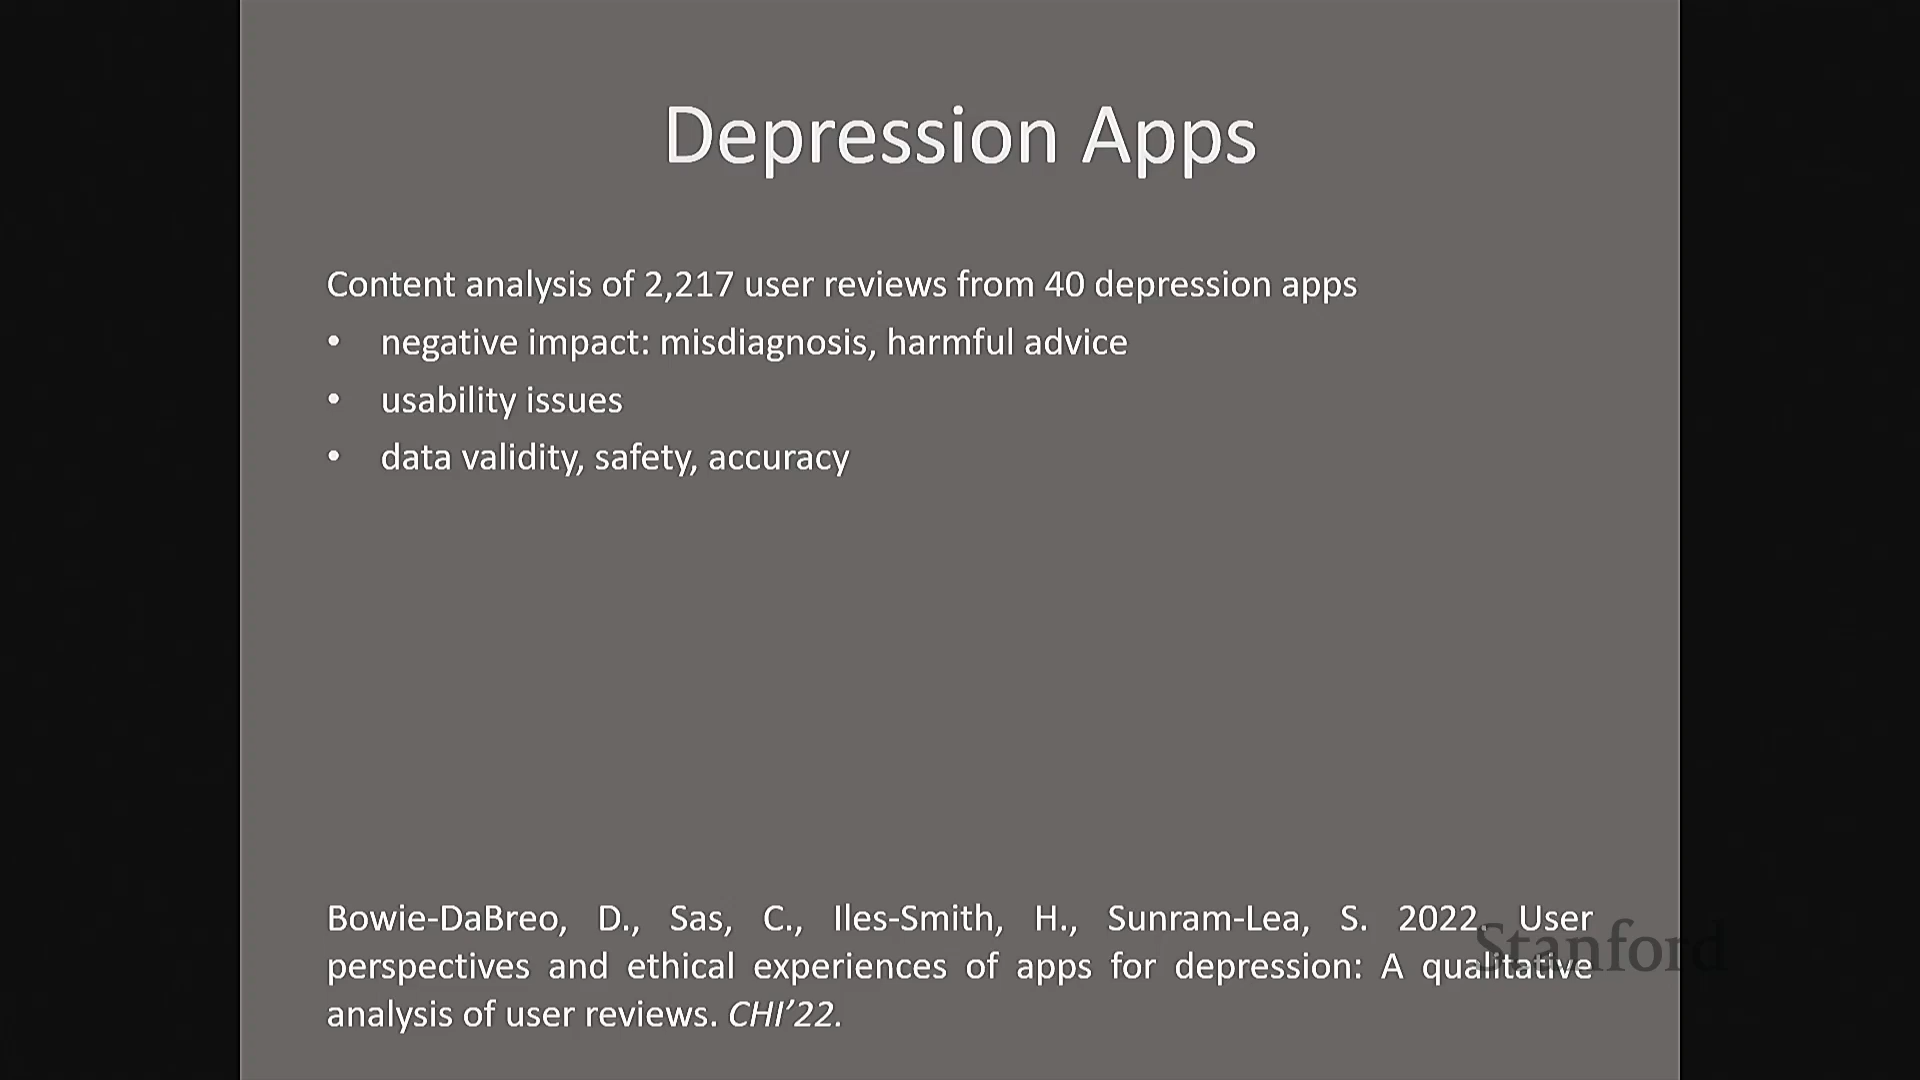 Depression Apps
Content analysis of 2,217 user reviews from 40 depression apps
• negative impact: misdiagnosis, harmful advice
• usability issues
• data validity, safety, accuracy
Bowie-DaBreo, D., Sas, C., Iles-Smith, H., Sunram-Lea, S. 2022. User
perspectives and ethical experiences of apps for depression: A qualitative
analysis of user reviews. CHI’22.
Stanford